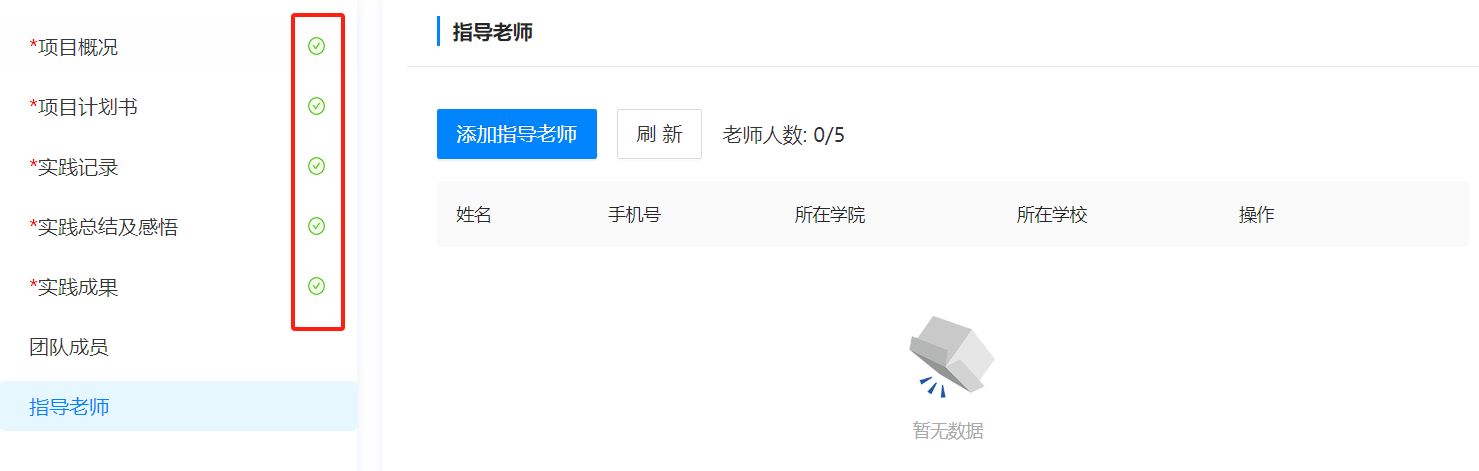 *项目概况
*项目计划书
*实践记录
*实践总结及感悟
*实践成果
团队成员
指导老师
指导老师
添加指导老师 刷 新 老师人数: 0/5
姓名 手机号 所在学院 所在学校 操作
暂无数据